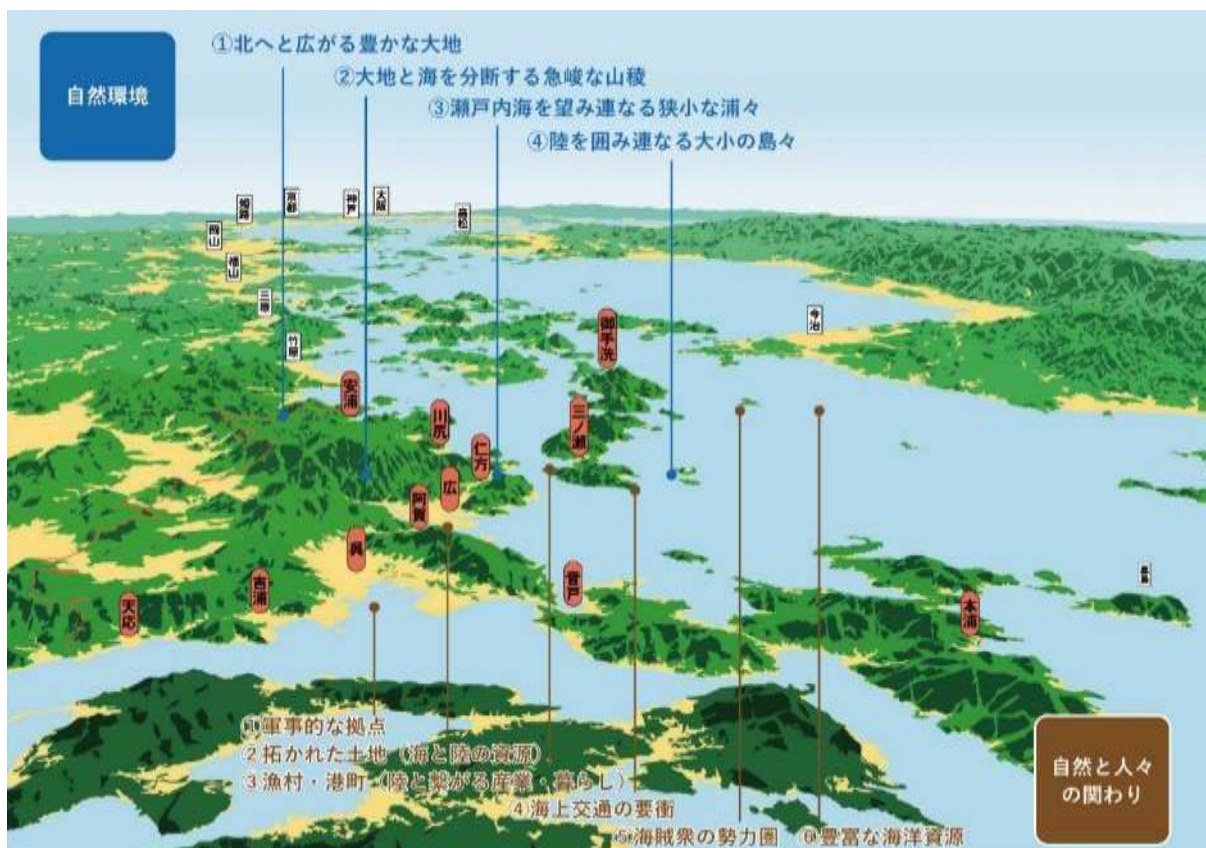 自然環境
①北へと広がる豊かな大地
②大地と海を分断する急峻な山稜
③瀬戸内海を望み連なる狭小な浦々
④陸を囲み連なる大小の島々
姫路
京都
神戸
大阪
高松
岡山
福山
三原
竹原
今治
御手洗
安浦
川尻
三ノ瀬
仁方
広
阿賀
呉
音戸
吉浦
天応
本浦
①軍事的な拠点
②拓かれた土地（海と陸の資源）
③漁村・港町（陸と繋がる産業・暮らし）
④海上交通の要衝
⑤海賊衆の勢力圏
⑥豊富な海洋資源
自然と人々
の関わり